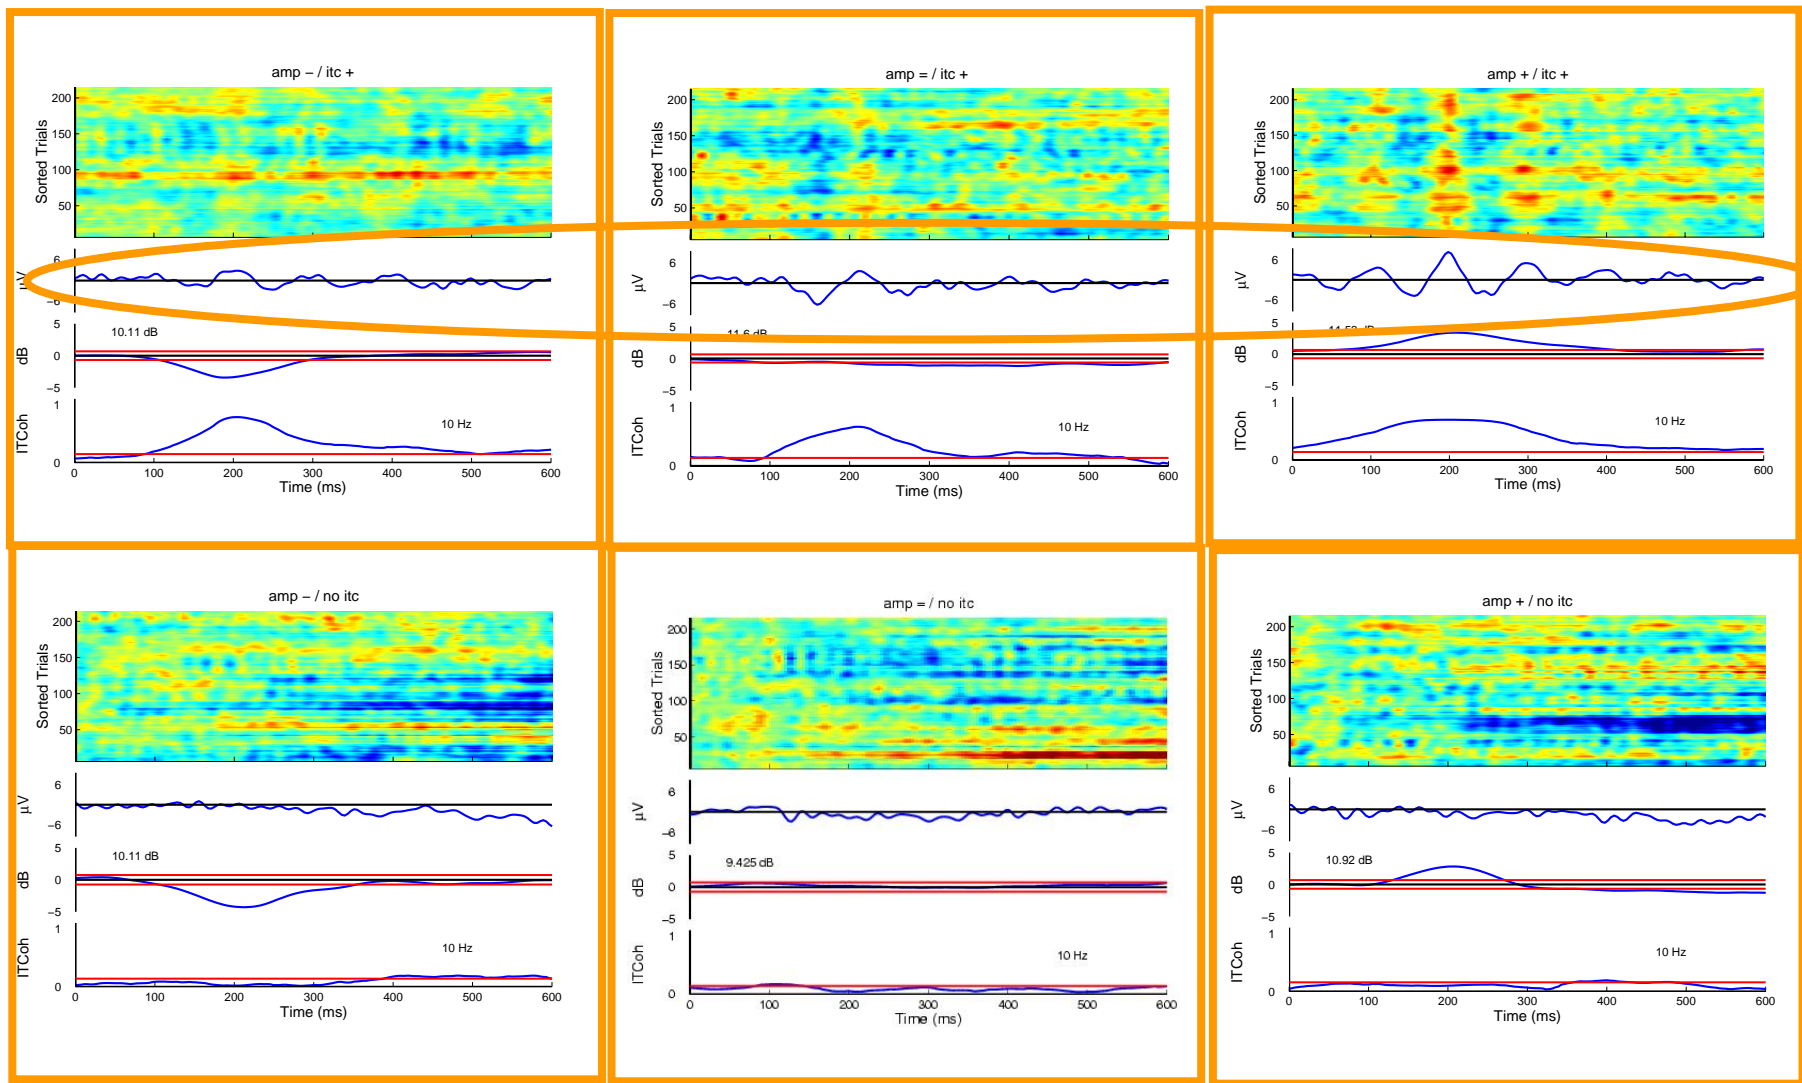 amp − / itc +
200
150
100
50
Sorted Trials
6
−6
µV
10.11 dB
5
0
−5
dB
1
0
ITCoh
10 Hz
0 100 200 300 400 500 600
Time (ms)
amp = / itc +
200
150
100
50
Sorted Trials
6
−6
µV
11.6 dB
5
0
−5
dB
1
0
ITCoh
10 Hz
0 100 200 300 400 500 600
Time (ms)
amp + / itc +
200
150
100
50
Sorted Trials
6
−6
µV
5
0
−5
dB
1
0
ITCoh
10 Hz
0 100 200 300 400 500 600
Time (ms)
amp − / no itc
200
150
100
50
Sorted Trials
6
−6
µV
10.11 dB
5
0
−5
dB
1
0
ITCoh
10 Hz
0 100 200 300 400 500 600
Time (ms)
amp = / no itc
200
150
100
50
Sorted Trials
6
−6
µV
9.425 dB
5
0
−5
dB
1
0
ITCoh
10 Hz
0 100 200 300 400 500 600
Time (ms)
amp + / no itc
200
150
100
50
Sorted Trials
6
−6
µV
10.92 dB
5
0
−5
dB
1
0
ITCoh
10 Hz
0 100 200 300 400 500 600
Time (ms)